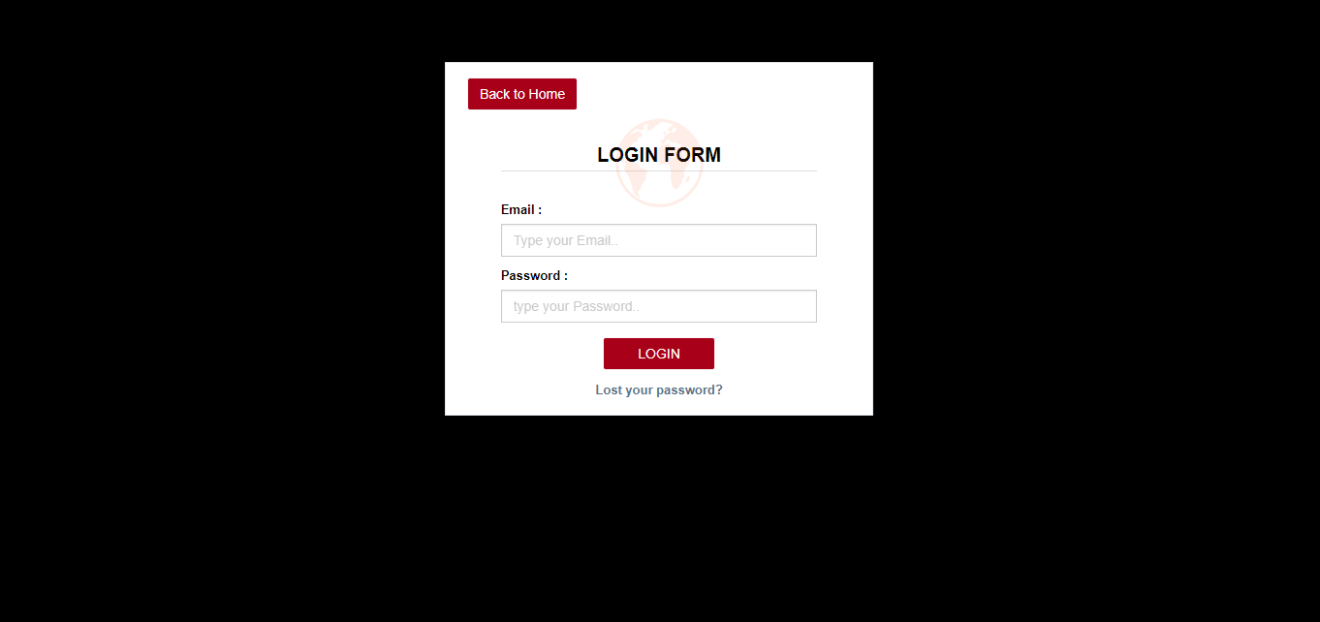 Back to Home
LOGIN FORM
Email :
Type your Email..
Password :
type your Password..
LOGIN
Lost your password?